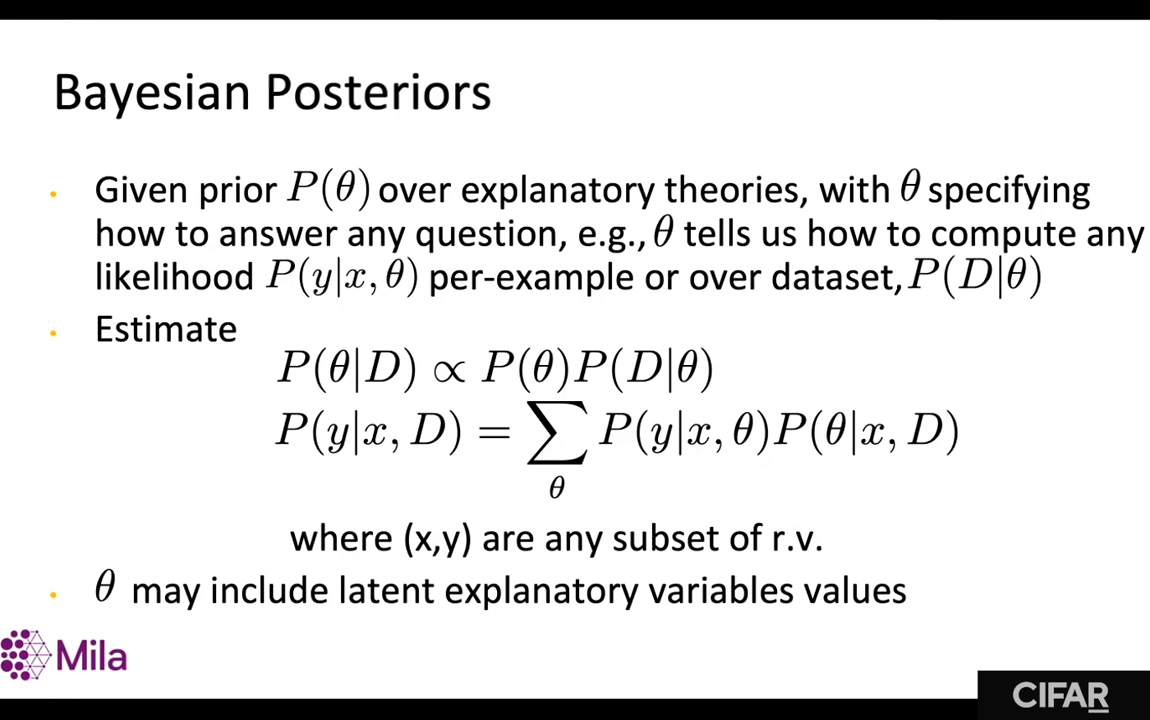 Bayesian Posteriors
• Given prior P(θ) over explanatory theories, with θ specifying
how to answer any question, e.g., θ tells us how to compute any
likelihood P(y|x, θ) per-example or over dataset, P(D|θ)
• Estimate
P(θ|D) ∝ P(θ)P(D|θ)
P(y|x, D) = ∑ P(y|x, θ)P(θ|x, D)
θ
where (x,y) are any subset of r.v.
• θ may include latent explanatory variables values
Mila
CIFAR